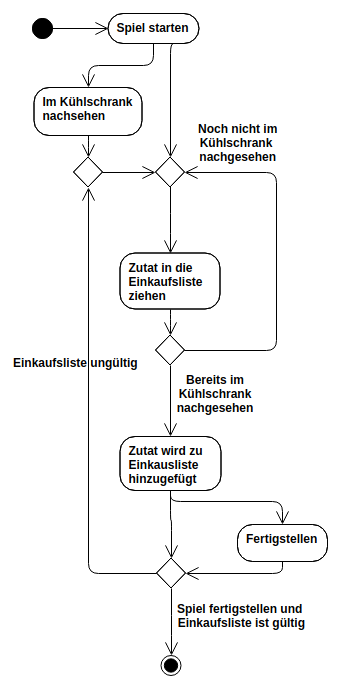 Spiel starten
Im Kühlschrank
nachsehen
Noch nicht im
Kühlschrank
nachgesehen
Zutat in die
Einkaufsliste
ziehen
Einkaufsliste ungültig
Bereits im
Kühlschrank
nachgesehen
Zutat wird zu
Einkausliste
hinzugefügt
Fertigstellen
Spiel fertigstellen und
Einkaufsliste ist gültig